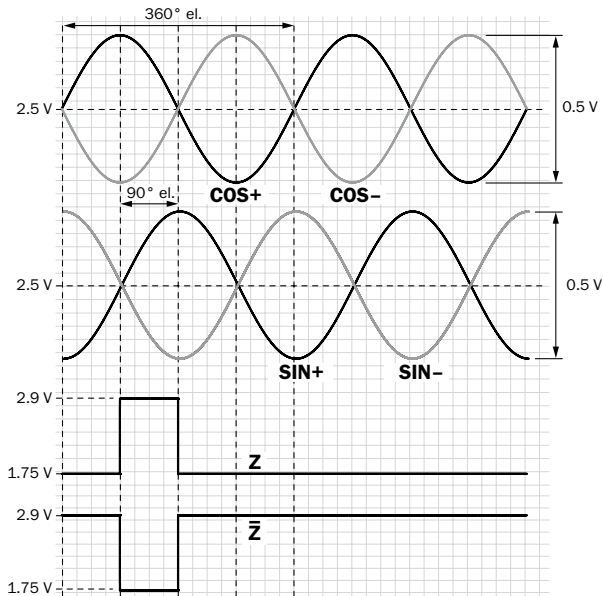 360° el.
2.5 V
0.5 V
90° el.
COS+
COS−
2.5 V
0.5 V
SIN+
SIN−
2.9 V
Z
1.75 V
2.9 V
Z̅
1.75 V